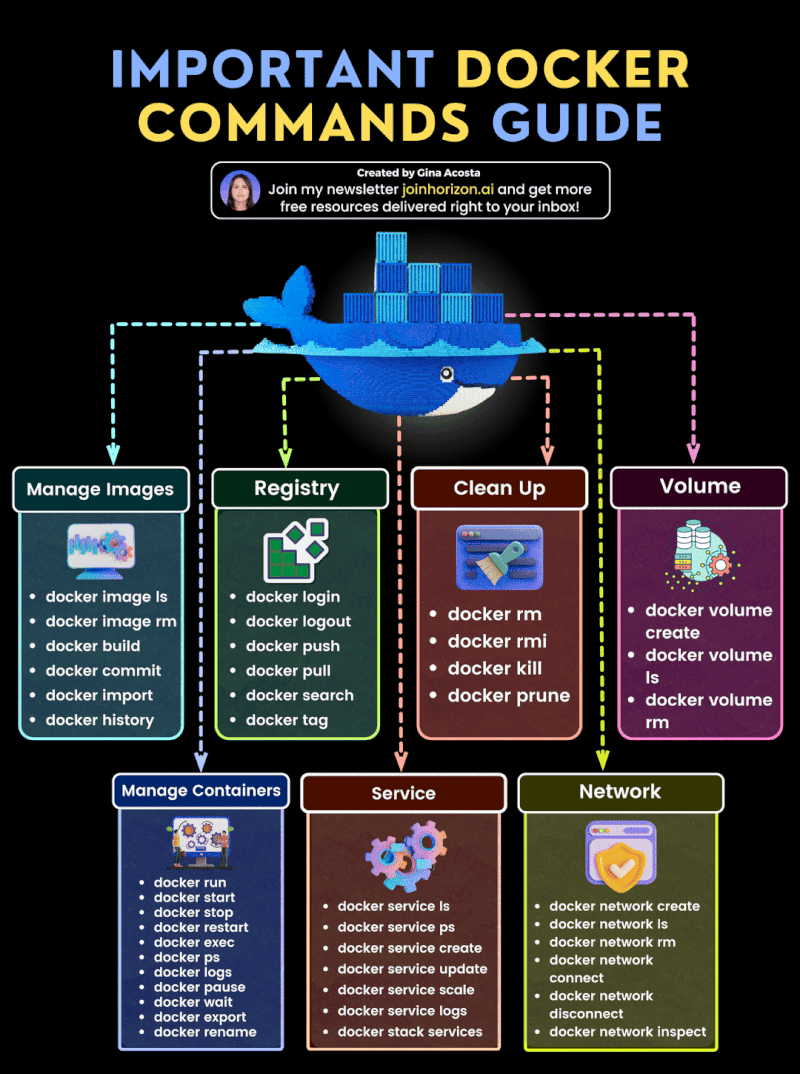 IMPORTANT DOCKER
COMMANDS GUIDE
Created by Gina Acosta
Join my newsletter joinhorizon.ai and get more
free resources delivered right to your inbox!
Manage Images
• docker image ls
• docker image rm
• docker build
• docker commit
• docker import
• docker history
Registry
• docker login
• docker logout
• docker push
• docker pull
• docker search
• docker tag
Clean Up
• docker rm
• docker rmi
• docker kill
• docker prune
Volume
• docker volume
create
• docker volume
ls
• docker volume
rm
Manage Containers
• docker run
• docker start
• docker stop
• docker restart
• docker exec
• docker ps
• docker logs
• docker pause
• docker wait
• docker export
• docker rename
Service
• docker service ls
• docker service ps
• docker service create
• docker service update
• docker service scale
• docker service logs
• docker stack services
Network
• docker network create
• docker network ls
• docker network rm
• docker network
connect
• docker network
disconnect
• docker network inspect